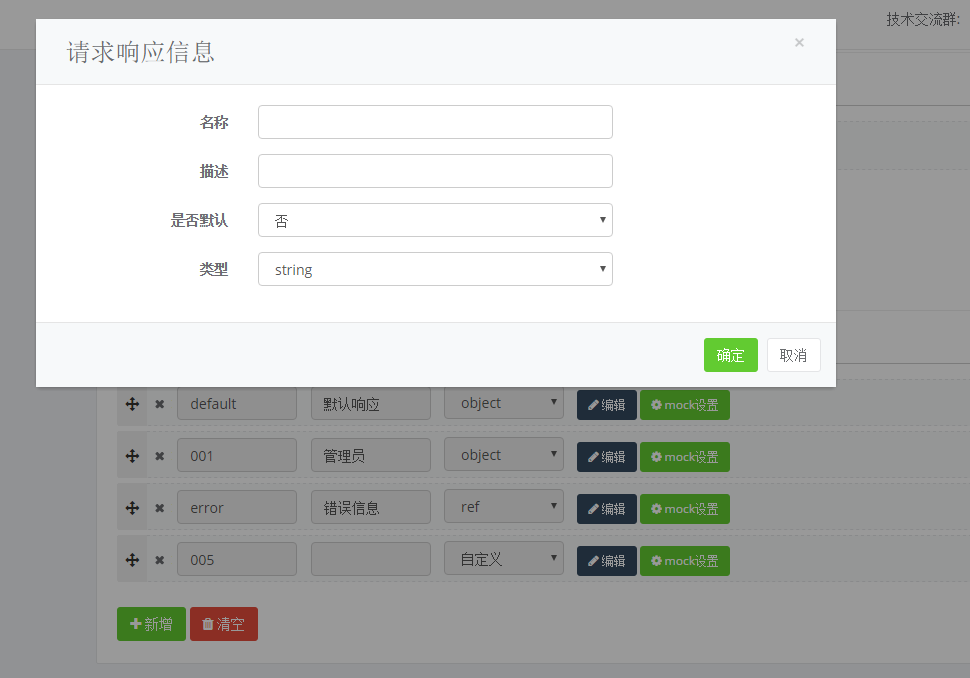 技术交流群:
请求响应信息 ×
名称
描述
是否默认 否
类型 string
确定 取消
default 默认响应 object 编辑 mock设置
001 管理员 object 编辑 mock设置
error 错误信息 ref 编辑 mock设置
005 自定义 编辑 mock设置
新增 清空